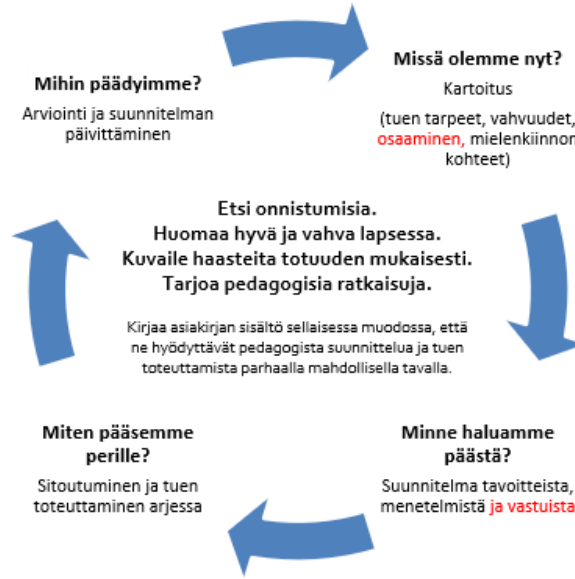 Mihin päädyimme?
Arviointi ja suunnitelman
päivittäminen
Missä olemme nyt?
Kartoitus
(tuen tarpeet, vahvuudet,
osaaminen, mielenkiinnon
kohteet)
Etsi onnistumisia.
Huomaa hyvä ja vahva lapsessa.
Kuvaile haasteita totuuden mukaisesti.
Tarjoa pedagogisia ratkaisuja.
Kirjaa asiakirjan sisältö sellaisessa muodossa, että
ne hyödyttävät pedagogista suunnittelua ja tuen
toteuttamista parhaalla mahdollisella tavalla.
Miten pääsemme
perille?
Sitoutuminen ja tuen
toteuttaminen arjessa
Minne haluamme
päästä?
Suunnitelma tavoitteista,
menetelmistä ja vastuista